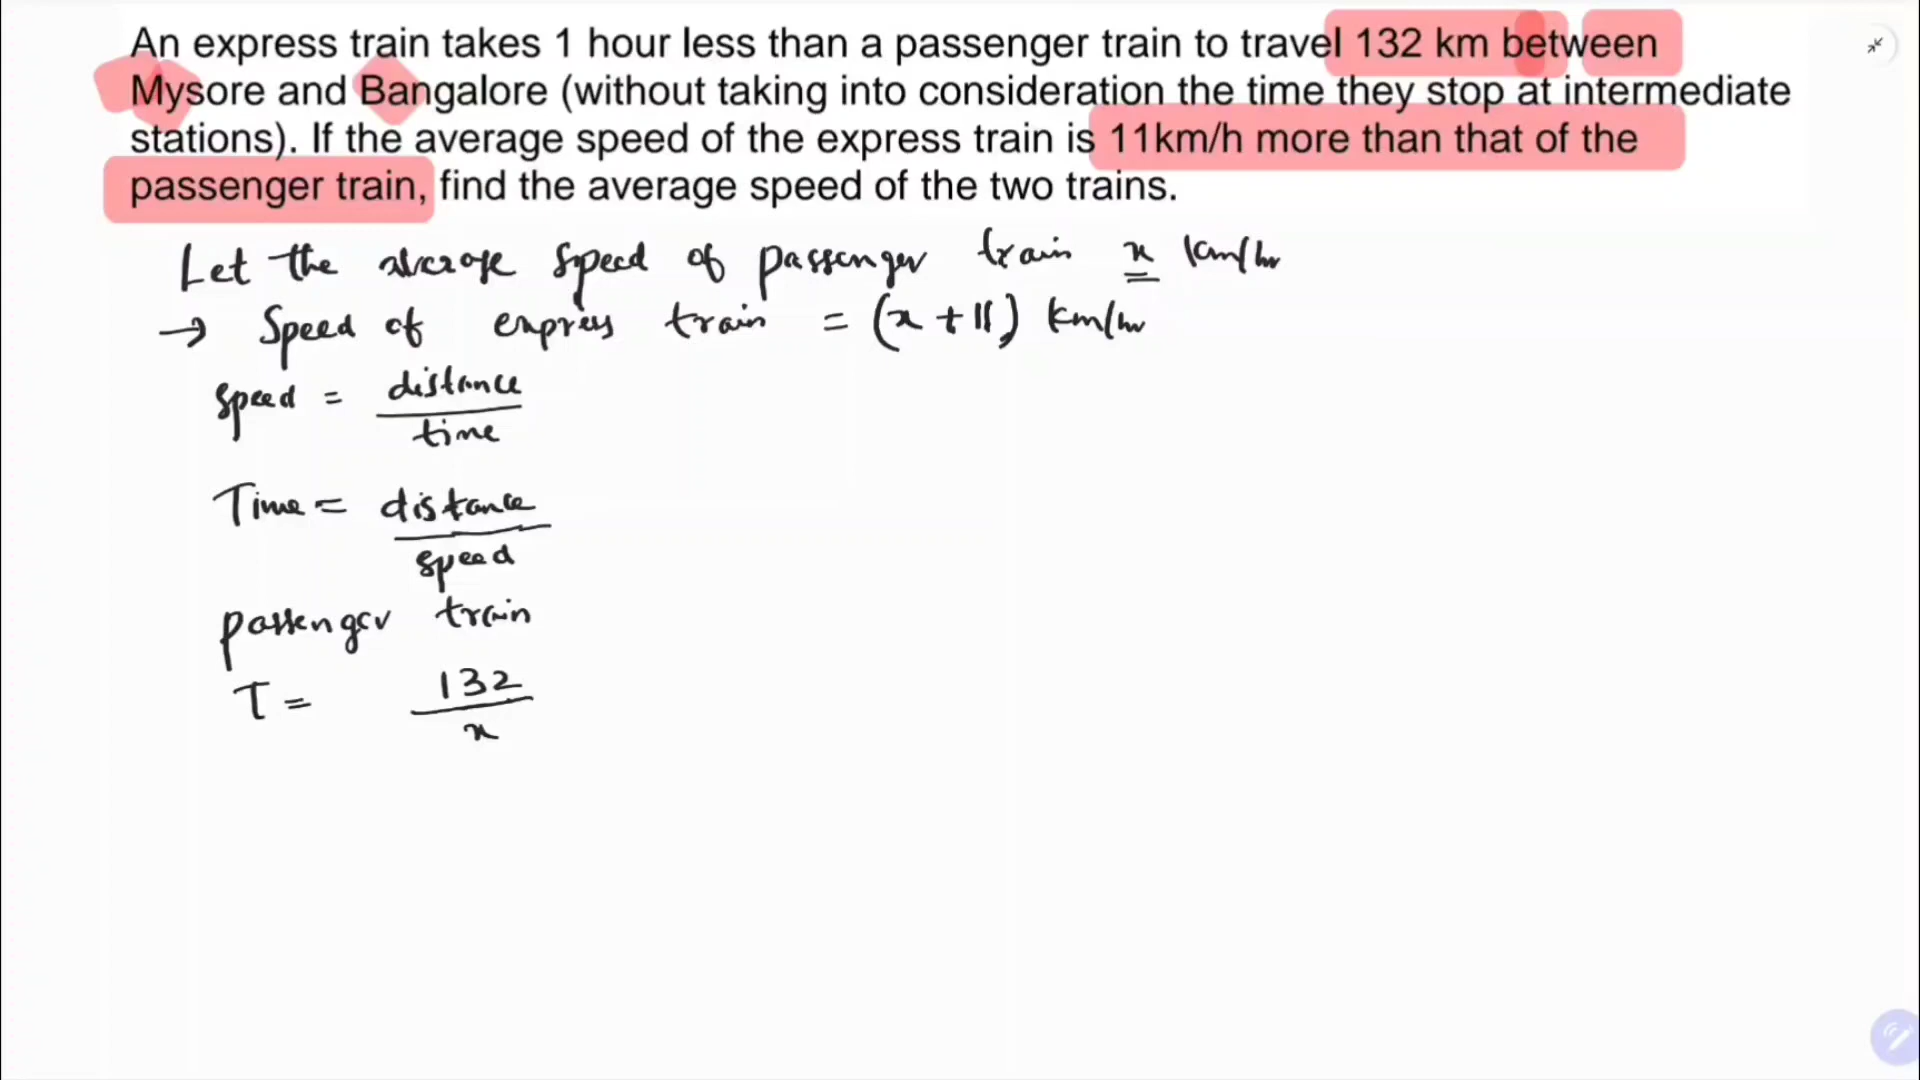 An express train takes 1 hour less than a passenger train to travel 132 km between
Mysore and Bangalore (without taking into consideration the time they stop at intermediate
stations). If the average speed of the express train is 11km/h more than that of the
passenger train, find the average speed of the two trains.
Let the average speed of passenger train x km/hr
→ Speed of express train = (x + 11) km/hr
speed = distance
time
Time = distance
speed
passenger train
T = 132
x